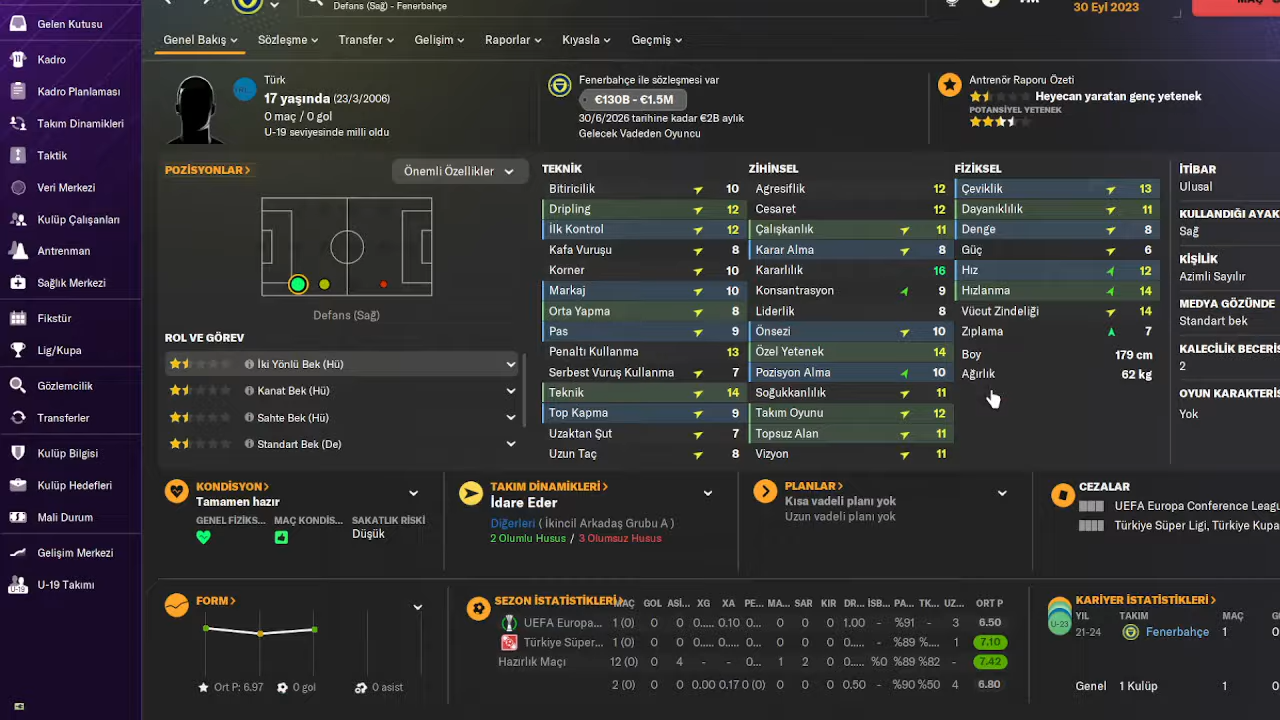 Defans (Sağ) - Fenerbahçe
30 Eyl 2023
Gelen Kutusu
Kadro
Kadro Planlaması
Takım Dinamikleri
Taktik
Veri Merkezi
Kulüp Çalışanları
Antrenman
Sağlık Merkezi
Fikstür
Lig/Kupa
Gözlemcilik
Transferler
Kulüp Bilgisi
Kulüp Hedefleri
Mali Durum
Gelişim Merkezi
U-19 Takımı
Genel Bakış
Sözleşme
Transfer
Gelişim
Raporlar
Kıyasla
Geçmiş
Türk
17 yaşında (23/3/2006)
0 maç / 0 gol
U-19 seviyesinde milli oldu
Fenerbahçe ile sözleşmesi var
€130B - €1.5M
30/6/2026 tarihine kadar €2B aylık
Gelecek Vadeden Oyuncu
Antrenör Raporu Özeti
Heyecan yaratan genç yetenek
POTANSİYEL YETENEK
POZİSYONLAR>
Önemli Özellikler
Defans (Sağ)
ROL VE GÖREV
İki Yönlü Bek (Hü)
Kanat Bek (Hü)
Sahte Bek (Hü)
Standart Bek (De)
TEKNİK
Bitiricilik 10
Dripling 12
İlk Kontrol 12
Kafa Vuruşu 8
Korner 10
Markaj 10
Orta Yapma 8
Pas 9
Penaltı Kullanma 13
Serbest Vuruş Kullanma 7
Teknik 14
Top Kapma 9
Uzaktan Şut 7
Uzun Taç 8
ZİHİNSEL
Agresiflik 12
Cesaret 12
Çalışkanlık 11
Karar Alma 8
Kararlılık 16
Konsantrasyon 9
Liderlik 8
Önsezi 10
Özel Yetenek 14
Pozisyon Alma 10
Soğukkanlılık 11
Takım Oyunu 12
Topsuz Alan 11
Vizyon 11
FİZİKSEL
Çeviklik 13
Dayanıklılık 11
Denge 8
Güç 6
Hız 12
Hızlanma 14
Vücut Zindeliği 14
Zıplama 7
Boy 179 cm
Ağırlık 62 kg
İTİBAR
Ulusal
KULLANDIĞI AYAK
Sağ
KİŞİLİK
Azimli Sayılır
MEDYA GÖZÜNDE
Standart bek
KALECİLİK BECERİS
2
OYUN KARAKTERİS
Yok
KONDİSYON>
Tamamen hazır
GENEL FİZİKS... MAÇ KONDİS... SAKATLIK RİSKİ
Düşük
TAKIM DİNAMİKLERİ>
İdare Eder
Diğerleri ( İkincil Arkadaş Grubu A )
2 Olumlu Husus / 3 Olumsuz Husus
PLANLAR>
Kısa vadeli planı yok
Uzun vadeli planı yok
CEZALAR
UEFA Europa Conference Leag
Türkiye Süper Ligi, Türkiye Kupa
FORM>
Ort P: 6.97 0 gol 0 asist
SEZON İSTATİSTİKLERİ>
MAÇ GOL ASİ... XG XA PE... MA... SAR KIR DR... İSB... PA... TK... UZ... ORT P
UEFA Europa... 1 (0) 0 0 0.... 0.10 0... 0 0 0 1.00 - %91 - 3 6.50
Türkiye Süper... 1 (0) 0 0 0.... 0.... 0... 0 0 0 0.... - %89 %... 1 7.10
Hazırlık Maçı 12 (0) 0 4 - - ... 1 2 0 0.... %0 %89 %82 - 7.42
2 (0) 0 0 0.00 0.17 0 (0) 0 0 0 0.50 - %90 %50 4 6.80
KARİYER İSTATİSTİKLERİ>
YIL TAKIM MAÇ
U-23
21-24 Fenerbahçe 1
Genel 1 Kulüp 1